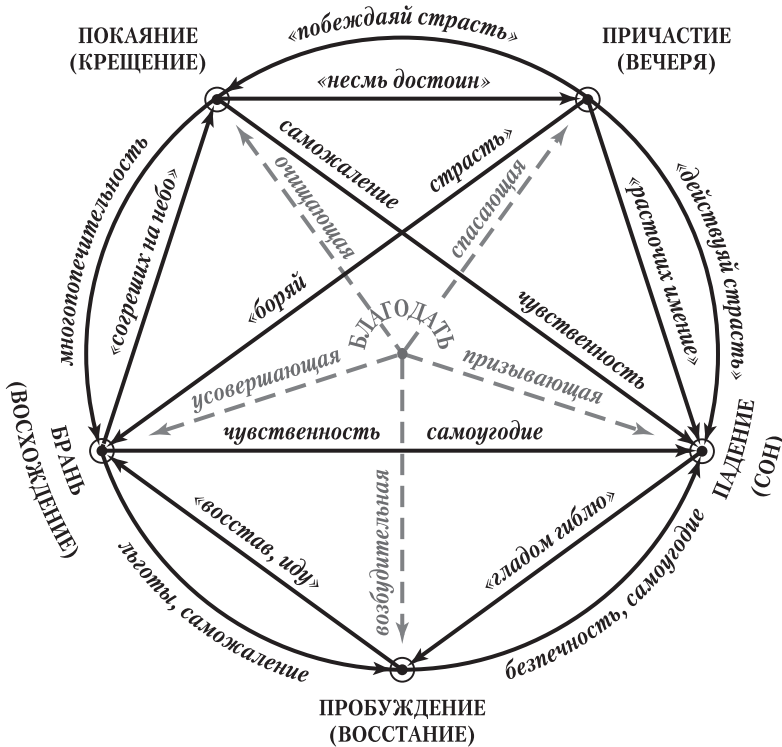 «побеждаяй страсть»
ПОКАЯНИЕ
(КРЕЩЕНИЕ)
ПРИЧАСТИЕ
(ВЕЧЕРЯ)
«несмь достоин»
саможаление
страсть»
очищающая
спасающая
многопопечительность
«согреших на небо»
«расточих имение»
«действуяй страсть»
«боряй
чувственность
БЛАГОДАТЬ
усовершающая
призывающая
чувственность
самоугодие
БРАНЬ
(ВОСХОЖДЕНИЕ)
ПАДЕНИЕ
(СОН)
«восстав, иду»
возбудительная
«гладом гиблю»
льготы, саможаление
безпечность, самоугодие
ПРОБУЖДЕНИЕ
(ВОССТАНИЕ)